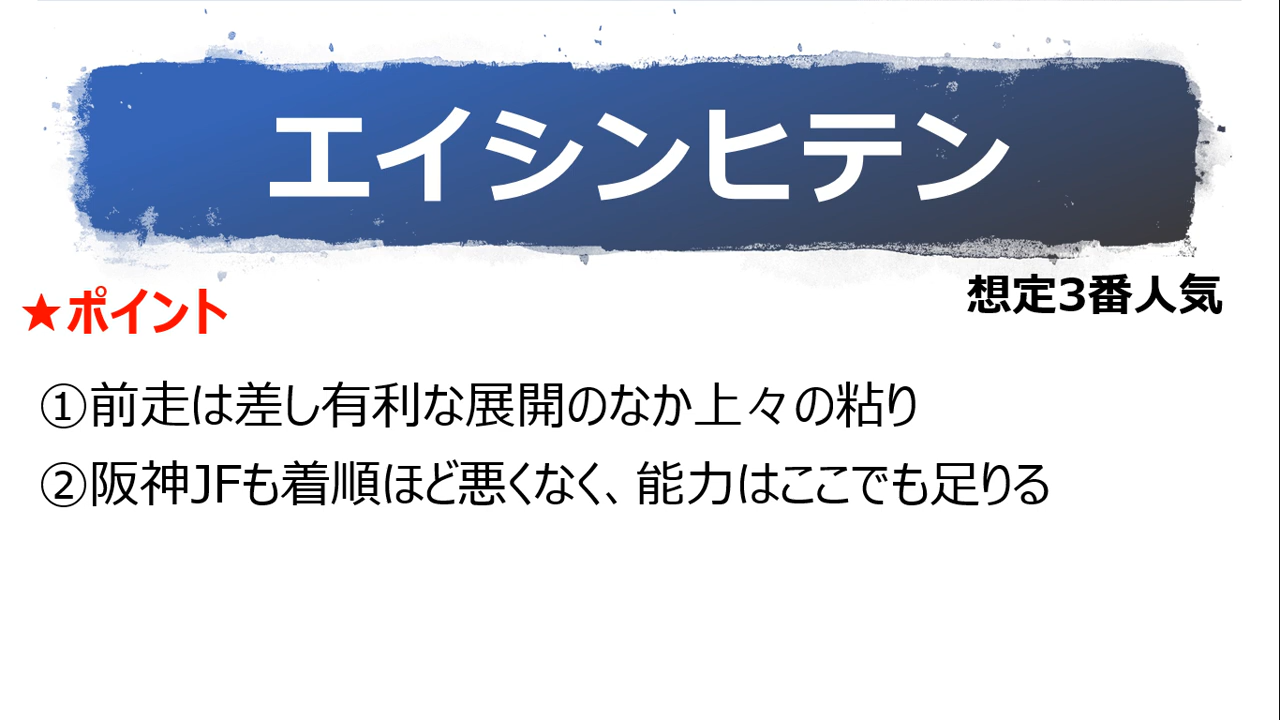 エイシンヒテン
想定3番人気
★ポイント
①前走は差し有利な展開のなか上々の粘り
②阪神JFも着順ほど悪くなく、能力はここでも足りる